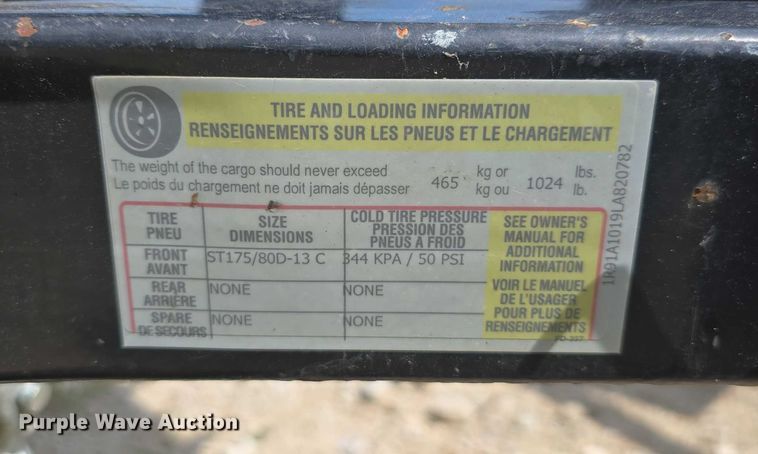 TIRE AND LOADING INFORMATION
RENSEIGNEMENTS SUR LES PNEUS ET LE CHARGEMENT
The weight of the cargo should never exceed 465 kg or 1024 lbs.
Le poids du chargement ne doit jamais dépasser kg ou lb.
TIRE PNEU
SIZE DIMENSIONS
COLD TIRE PRESSURE
PRESSION DES
PNEUS A FROID
SEE OWNER'S
MANUAL FOR
ADDITIONAL
INFORMATION
VOIR LE MANUEL
DE L'USAGER
POUR PLUS DE
RENSEIGNEMENTS
FRONT AVANT
ST175/80D-13 C
344 KPA / 50 PSI
REAR ARRIÈRE
NONE
NONE
SPARE DE SECOURS
NONE
NONE
1R91A1019LA820782
Purple Wave Auction